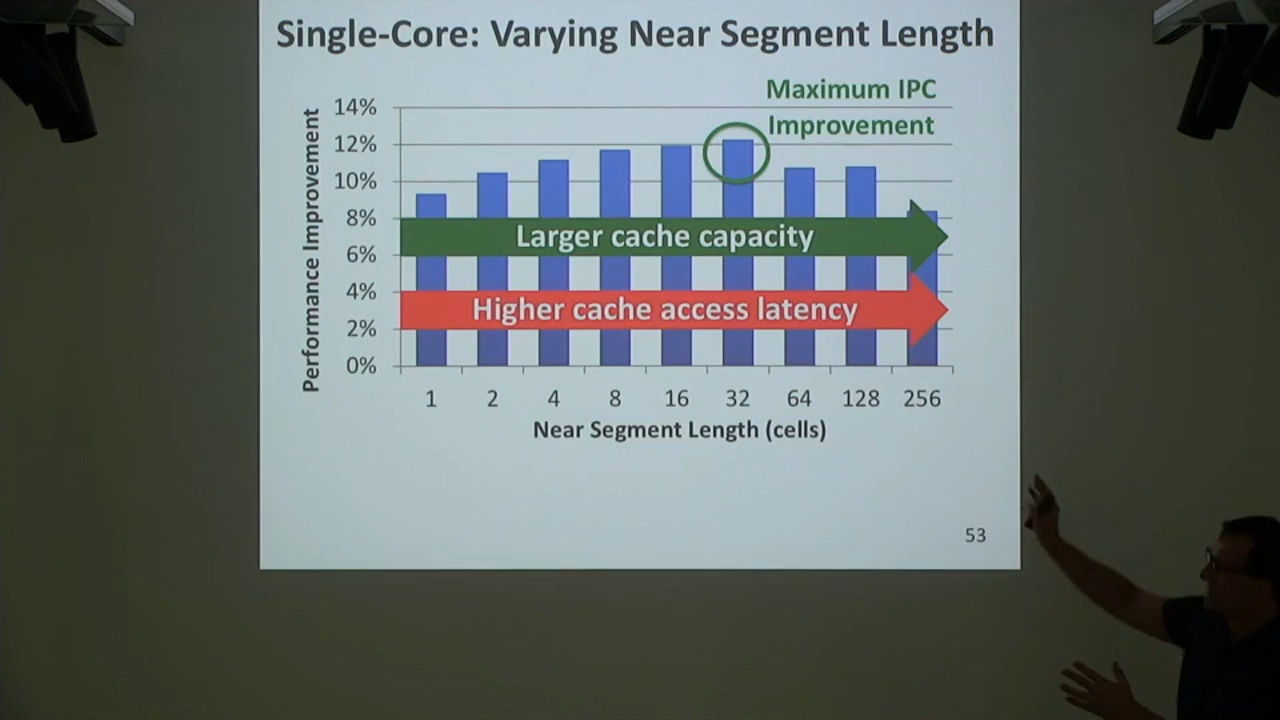 Single-Core: Varying Near Segment Length
Maximum IPC
Improvement
Performance Improvement
14%
12%
10%
8%
6%
4%
2%
0%
Larger cache capacity
Higher cache access latency
1 2 4 8 16 32 64 128 256
Near Segment Length (cells)
53